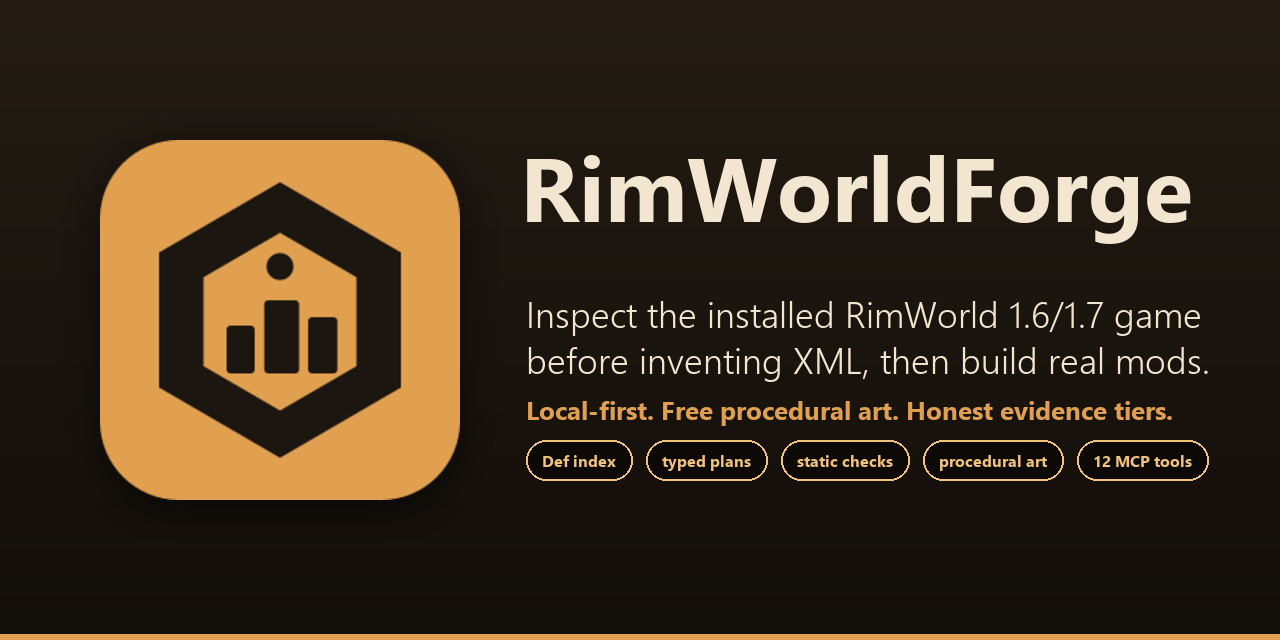 RimWorldForge
Inspect the installed RimWorld 1.6/1.7 game
before inventing XML, then build real mods.
Local-first. Free procedural art. Honest evidence tiers.
Def index typed plans static checks procedural art 12 MCP tools